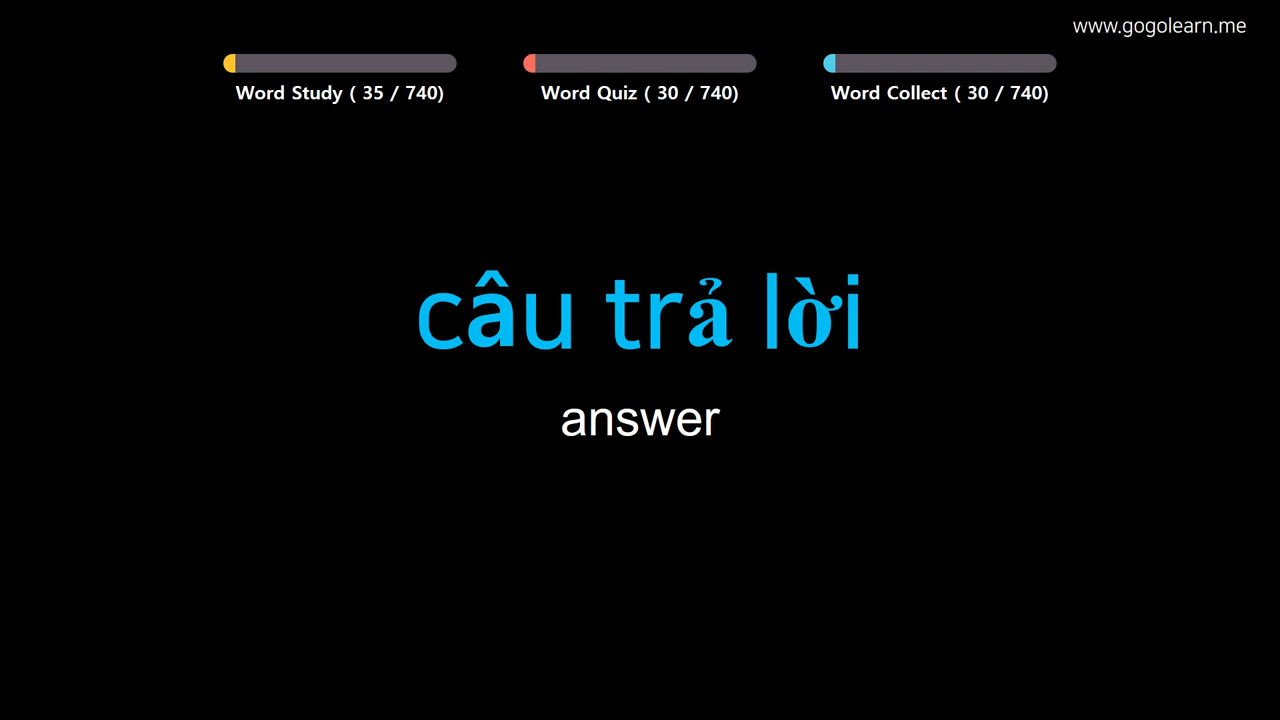 www.gogolearn.me
Word Study ( 35 / 740)
Word Quiz ( 30 / 740)
Word Collect ( 30 / 740)
câu trả lời
answer